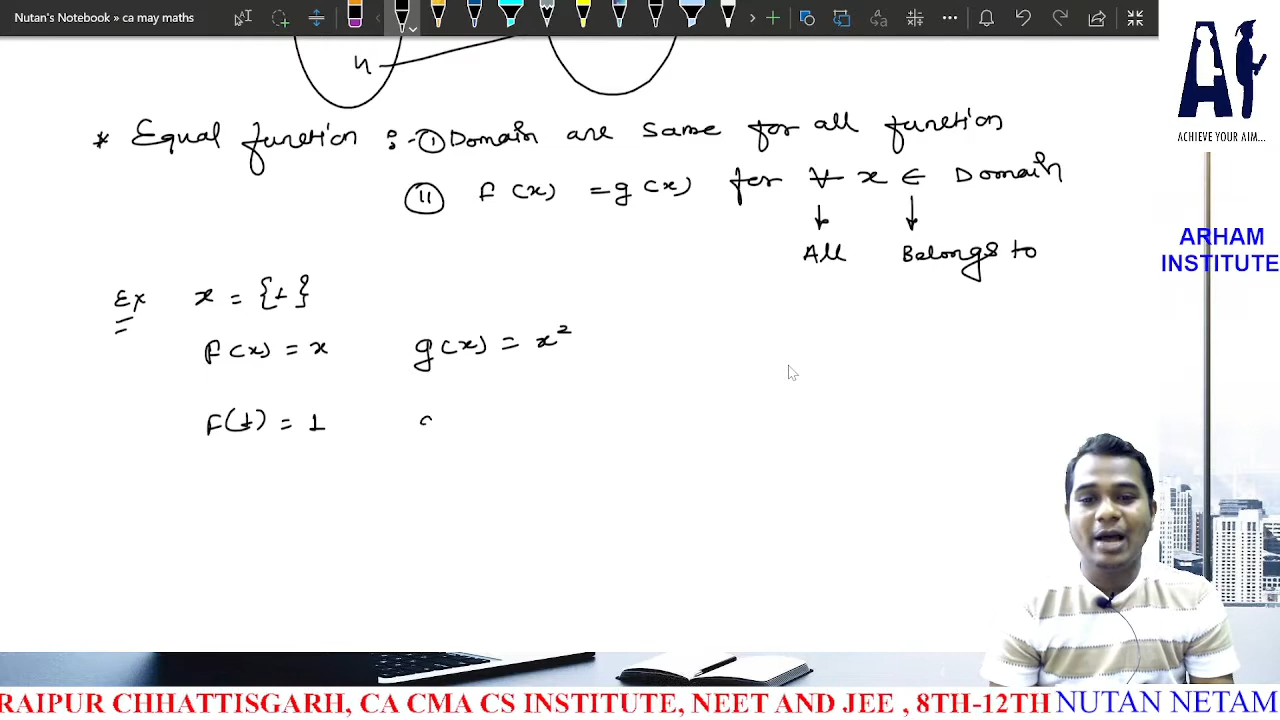 Nutan's Notebook » ca may maths
ACHIEVE YOUR AIM...
ARHAM
INSTITUTE
4
* Equal function :- (i) Domain are same for all function
(ii) f(x) = g(x) for ∀ x ∈ Domain
All Belongs to
Ex x = {1}
f(x) = x g(x) = x²
f(1) = 1
RAIPUR CHHATTISGARH, CA CMA CS INSTITUTE, NEET AND JEE , 8TH-12TH NUTAN NETAM